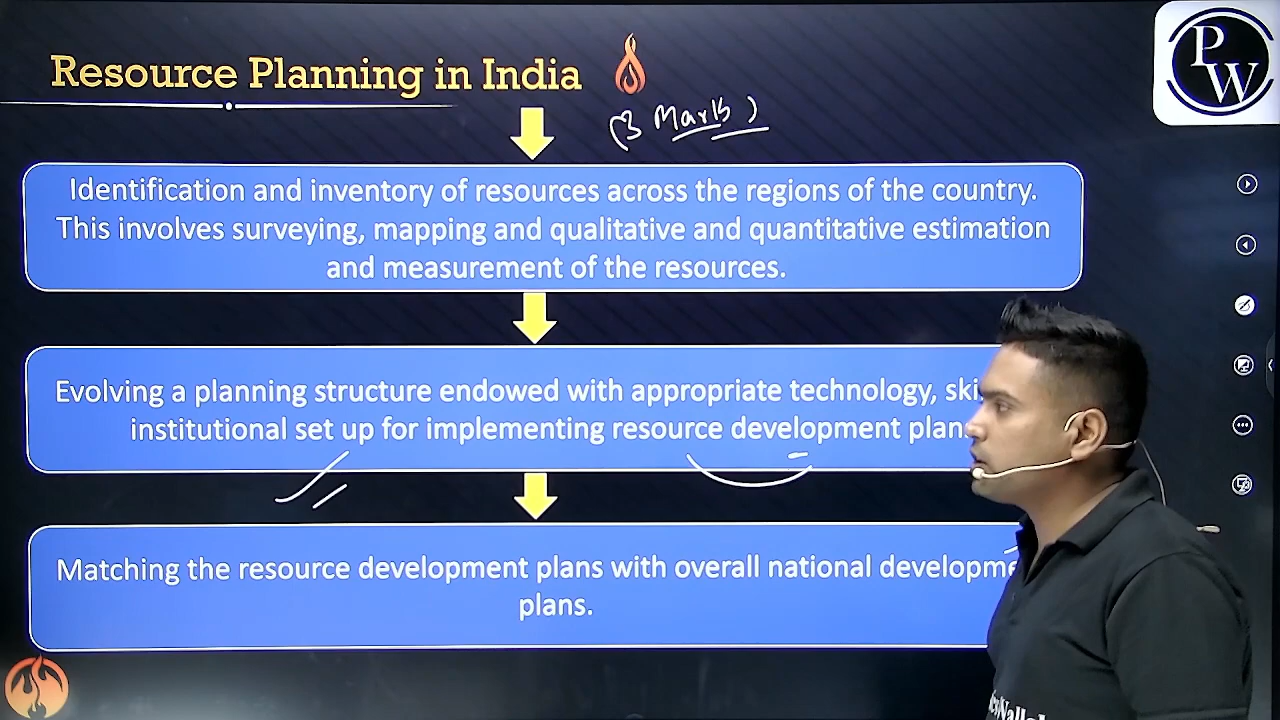 Resource Planning in India
(3 Marks)
PW
Identification and inventory of resources across the regions of the country.
This involves surveying, mapping and qualitative and quantitative estimation
and measurement of the resources.
Evolving a planning structure endowed with appropriate technology,
institutional set up for implementing resource development plan
Matching the resource development plans with overall national
plans.